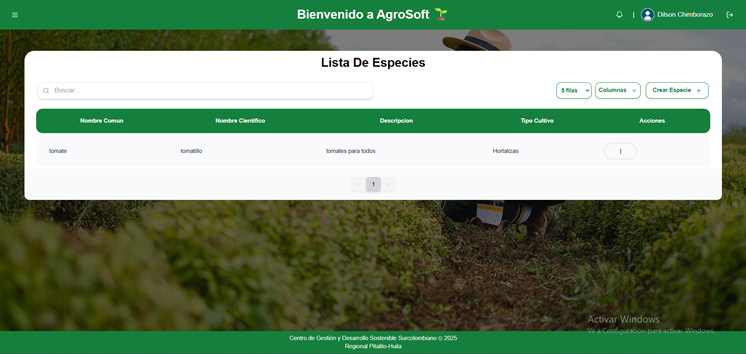 Bienvenido a AgroSoft
| Dilson Chimborazo
Lista De Especies
Buscar...
5 filas
Columnas
Crear Especie +
Nombre Comun Nombre Cientifico Descripcion Tipo Cultivo Acciones
tomate tomatillo tomates para todos Hortalizas
1
Activar Windows
Ve a Configuración para activar Windows.
Centro de Gestión y Desarrollo Sostenible Surcolombiano © 2025
Regional Pitalito-Huila